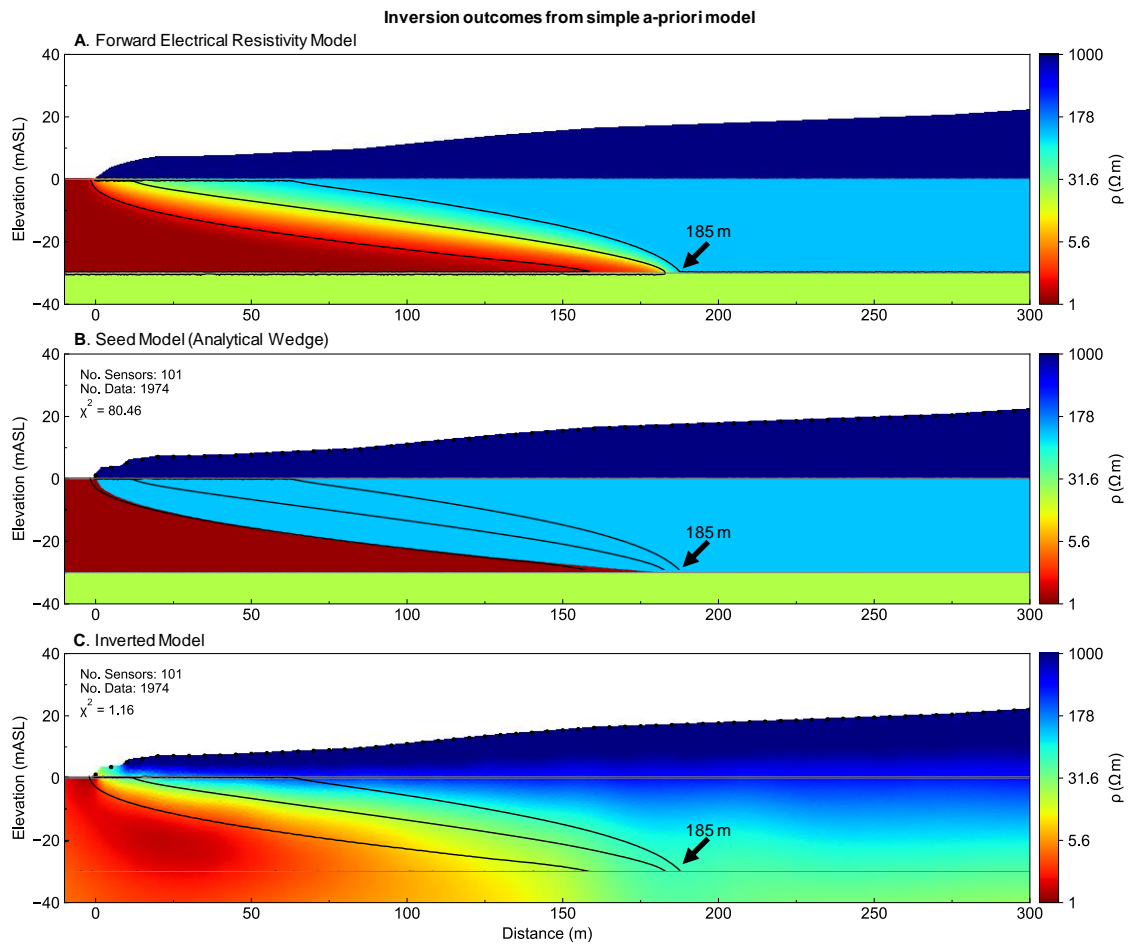 Inversion outcomes from simple a-priori model
A. Forward Electrical Resistivity Model
40
20
0
−20
−40
Elevation (mASL)
185 m
0
50
100
150
200
250
300
1000
178
31.6
5.6
1
ρ (Ω m)
B. Seed Model (Analytical Wedge)
No. Sensors: 101
No. Data: 1974
χ² = 80.46
40
20
0
−20
−40
Elevation (mASL)
185 m
0
50
100
150
200
250
300
1000
178
31.6
5.6
1
ρ (Ω m)
C. Inverted Model
No. Sensors: 101
No. Data: 1974
χ² = 1.16
40
20
0
−20
−40
Elevation (mASL)
185 m
0
50
100
150
200
250
300
Distance (m)
1000
178
31.6
5.6
1
ρ (Ω m)